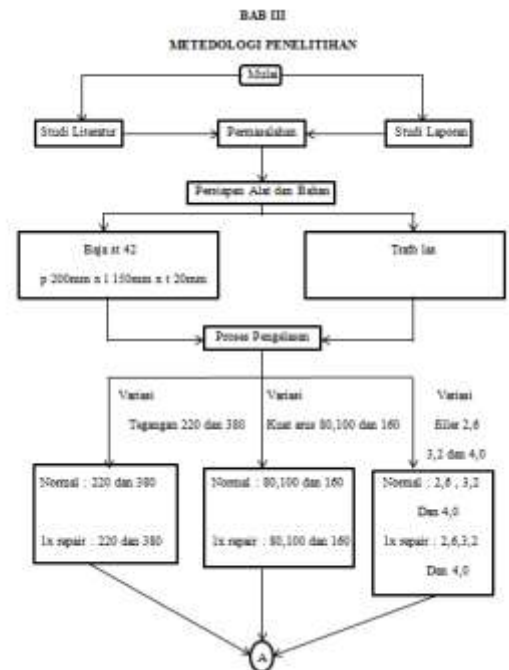 BAB III
METEDOLOGI PENELITIHAN
Mulai
Studi Literatur
Permasalahan
Studi Laporan
Persiapan Alat dan Bahan
Baja st 42
p 200mm x l 150mm x t 20mm
Trafo las
Proses Pengelasan
Variasi
Tegangan 220 dan 380
Variasi
Kuat arus 80,100 dan 160
Variasi
Filler 2,6
3,2 dan 4,0
Normal : 220 dan 380
1x repair : 220 dan 380
Normal : 80,100 dan 160
1x repair : 80,100 dan 160
Normal : 2,6 , 3,2
Dan 4,0
1x repair : 2,6,3,2
Dan 4,0
A